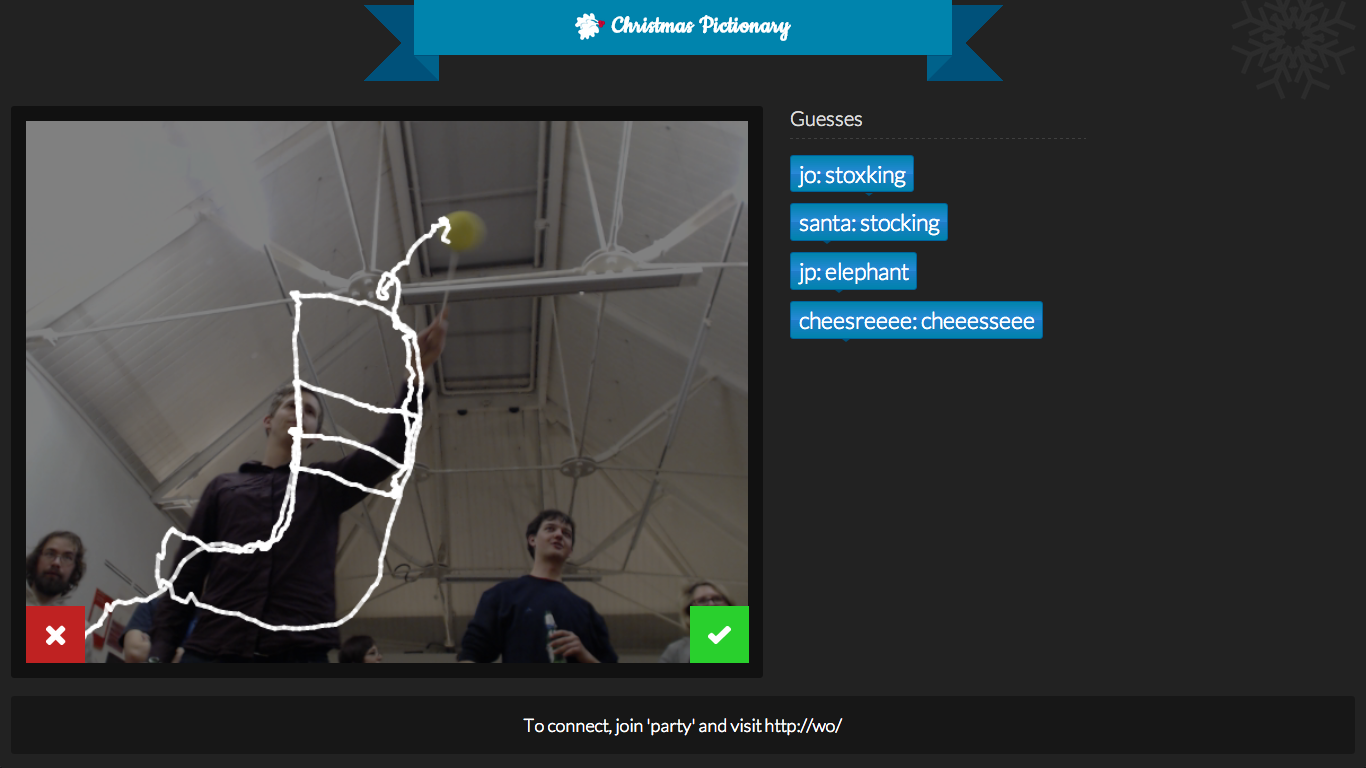 Christmas Pictionary
Guesses
jo: stoxking
santa: stocking
jp: elephant
cheesreeee: cheeesseee
To connect, join 'party' and visit http://wo/